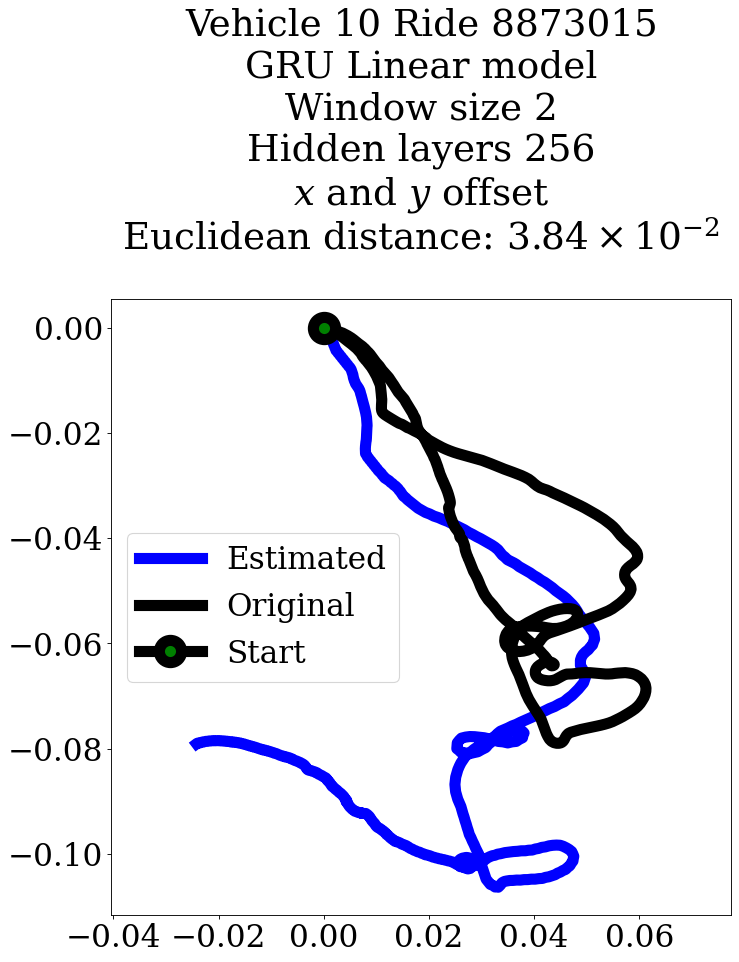 Vehicle 10 Ride 8873015
GRU Linear model
Window size 2
Hidden layers 256
x and y offset
Euclidean distance: 3.84 × 10⁻²
0.00
−0.02
−0.04
−0.06
−0.08
−0.10
Estimated
Original
Start
−0.04 −0.02 0.00 0.02 0.04 0.06